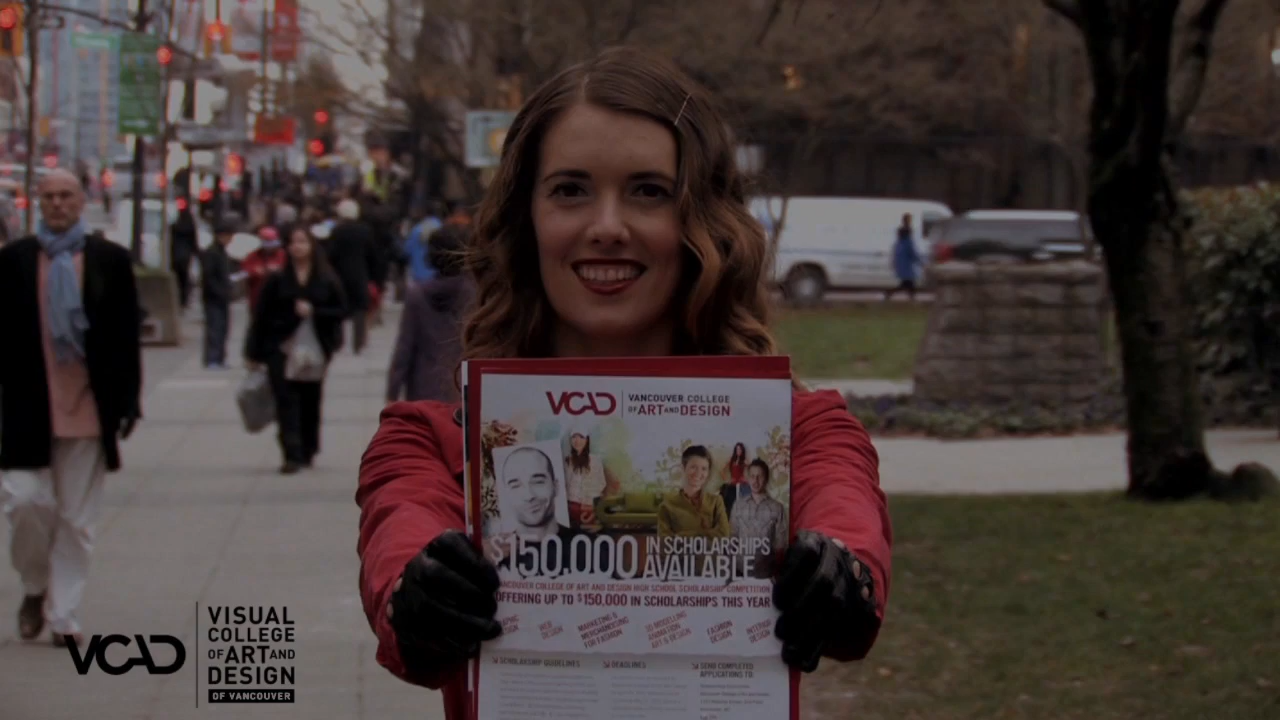 VCAD
VANCOUVER COLLEGE
OF ART AND DESIGN
$150,000 IN SCHOLARSHIPS
AVAILABLE
VANCOUVER COLLEGE OF ART AND DESIGN HIGH SCHOOL SCHOLARSHIP COMPETITION
OFFERING UP TO $150,000 IN SCHOLARSHIPS THIS YEAR
GRAPHIC
DESIGN
WEB
DESIGN
MARKETING &
MERCHANDISING
FOR FASHION
3D MODELLING
ANIMATION
ART & DESIGN
FASHION
DESIGN
INTERIOR
DESIGN
SCHOLARSHIP GUIDELINES
DEADLINES
SEND COMPLETED
APPLICATIONS TO
VCAD
VISUAL
COLLEGE
OF ART AND
DESIGN
OF VANCOUVER